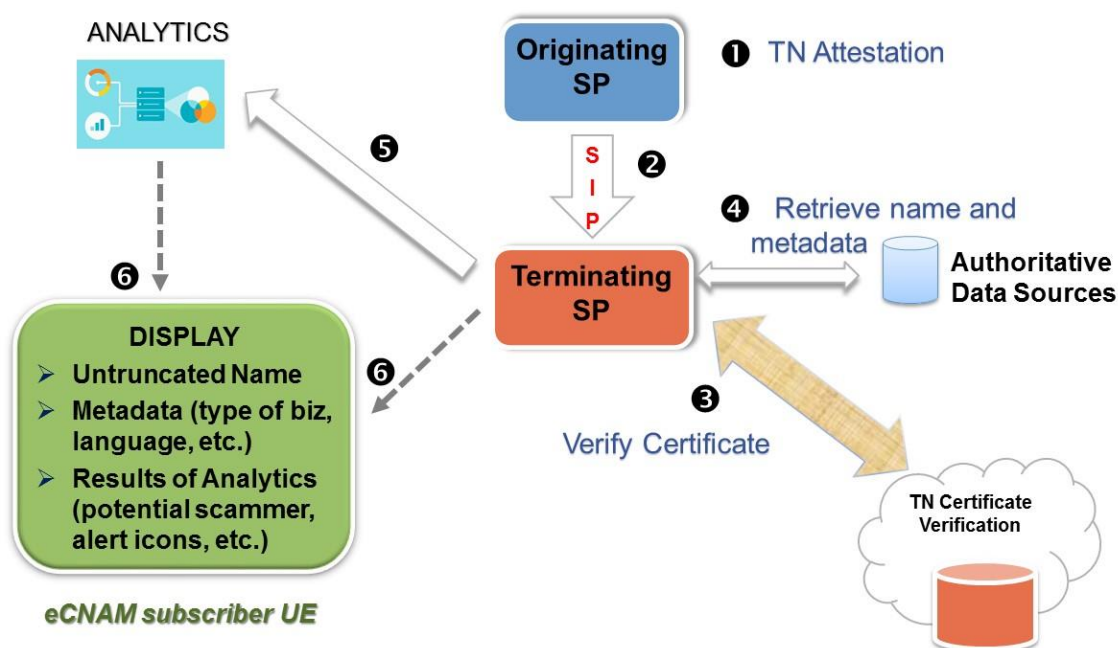 ANALYTICS
Originating
SP
❶ TN Attestation
❺
S
I
P
❷
❹ Retrieve name and
metadata
Terminating
SP
Authoritative
Data Sources
❻
DISPLAY
➢ Untruncated Name
➢ Metadata (type of biz,
language, etc.)
➢ Results of Analytics
(potential scammer,
alert icons, etc.)
❻
❸
Verify Certificate
TN Certificate
Verification
eCNAM subscriber UE